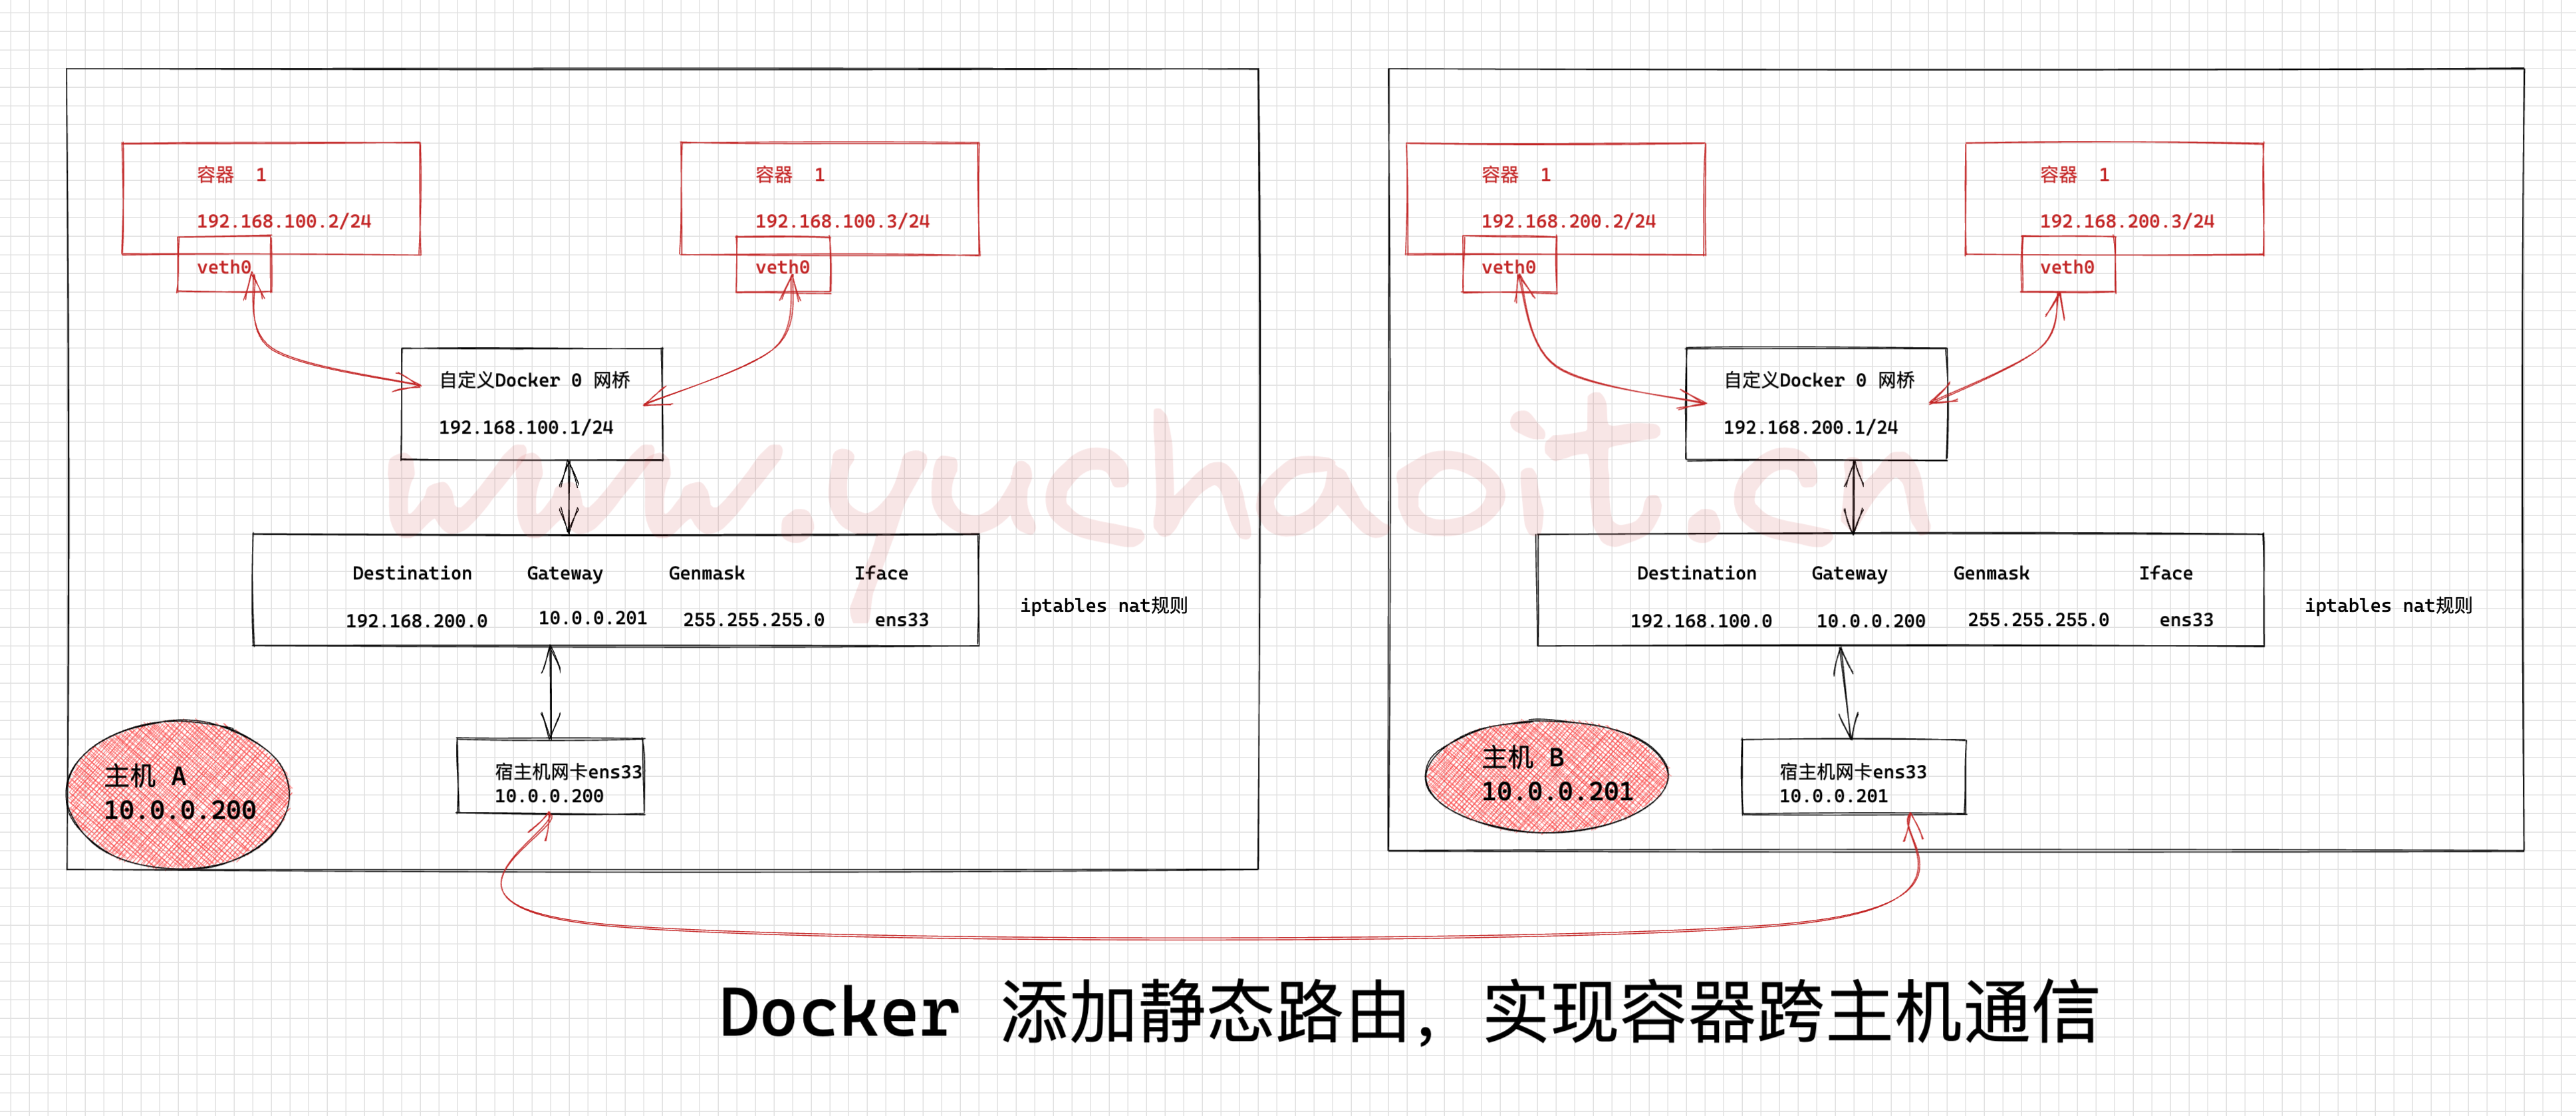 容器 1
192.168.100.2/24
veth0
容器 1
192.168.100.3/24
veth0
自定义Docker 0 网桥
192.168.100.1/24
Destination Gateway Genmask Iface
192.168.200.0 10.0.0.201 255.255.255.0 ens33
iptables nat规则
主机 A
10.0.0.200
宿主机网卡ens33
10.0.0.200
容器 1
192.168.200.2/24
veth0
容器 1
192.168.200.3/24
veth0
自定义Docker 0 网桥
192.168.200.1/24
Destination Gateway Genmask Iface
192.168.100.0 10.0.0.200 255.255.255.0 ens33
iptables nat规则
主机 B
10.0.0.201
宿主机网卡ens33
10.0.0.201
www.yuchaoit.cn
Docker 添加静态路由，实现容器跨主机通信